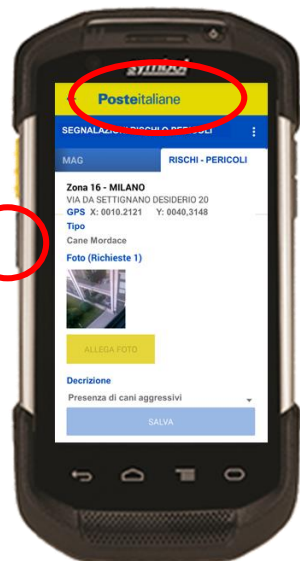 symbol
Posteitaliane
SEGNALAZIONI RISCHI O PERICOLI
MAG
RISCHI - PERICOLI
Zona 16 - MILANO
VIA DA SETTIGNANO DESIDERIO 20
GPS X: 0010.2121 Y: 0040,3148
Tipo
Cane Mordace
Foto (Richieste 1)
ALLEGA FOTO
Decrizione
Presenza di cani aggressivi
SALVA